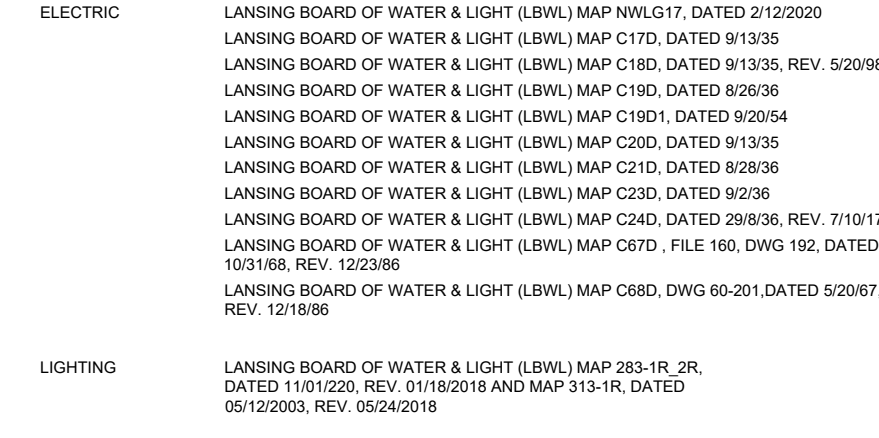 ELECTRIC LANSING BOARD OF WATER & LIGHT (LBWL) MAP NWLG17, DATED 2/12/2020
LANSING BOARD OF WATER & LIGHT (LBWL) MAP C17D, DATED 9/13/35
LANSING BOARD OF WATER & LIGHT (LBWL) MAP C18D, DATED 9/13/35, REV. 5/20/98
LANSING BOARD OF WATER & LIGHT (LBWL) MAP C19D, DATED 8/26/36
LANSING BOARD OF WATER & LIGHT (LBWL) MAP C19D1, DATED 9/20/54
LANSING BOARD OF WATER & LIGHT (LBWL) MAP C20D, DATED 9/13/35
LANSING BOARD OF WATER & LIGHT (LBWL) MAP C21D, DATED 8/28/36
LANSING BOARD OF WATER & LIGHT (LBWL) MAP C23D, DATED 9/2/36
LANSING BOARD OF WATER & LIGHT (LBWL) MAP C24D, DATED 29/8/36, REV. 7/10/17
LANSING BOARD OF WATER & LIGHT (LBWL) MAP C67D , FILE 160, DWG 192, DATED
10/31/68, REV. 12/23/86
LANSING BOARD OF WATER & LIGHT (LBWL) MAP C68D, DWG 60-201,DATED 5/20/67,
REV. 12/18/86
LIGHTING LANSING BOARD OF WATER & LIGHT (LBWL) MAP 283-1R_2R,
DATED 11/01/220, REV. 01/18/2018 AND MAP 313-1R, DATED
05/12/2003, REV. 05/24/2018